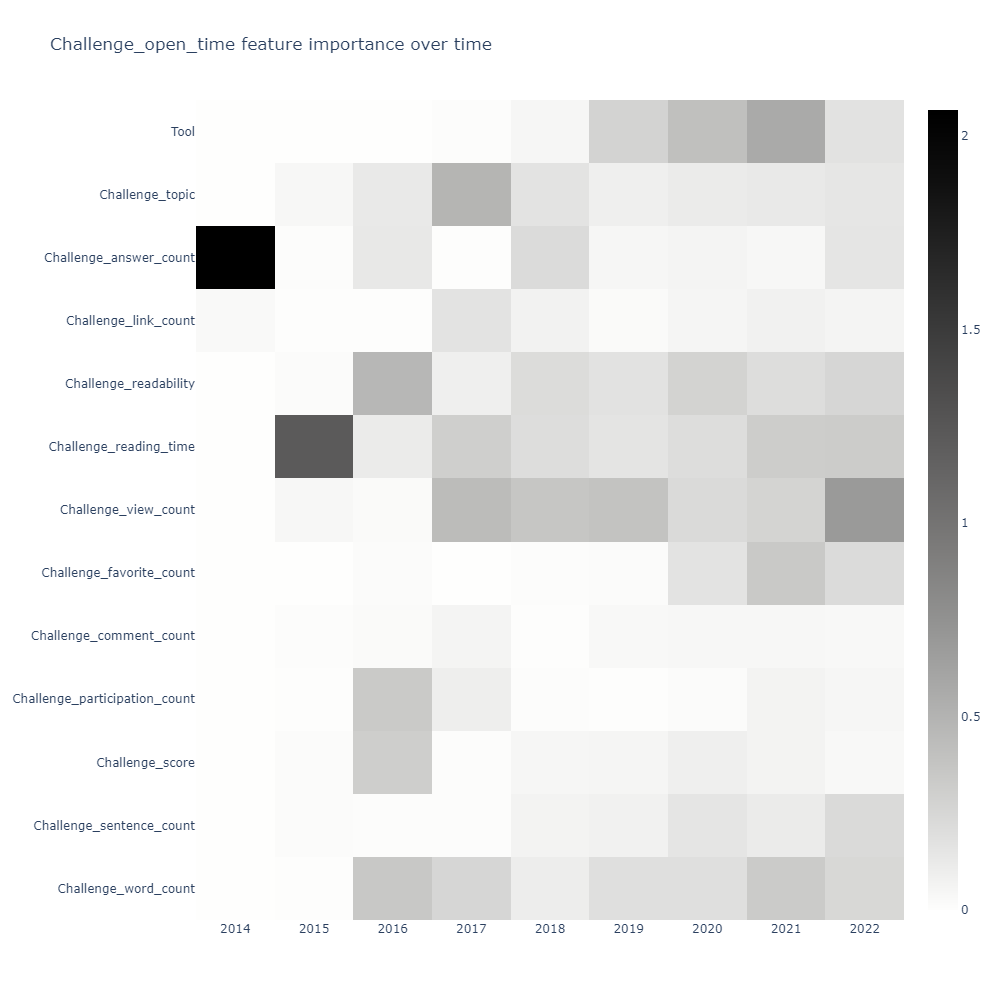 Challenge_open_time feature importance over time
Tool
Challenge_topic
Challenge_answer_count
Challenge_link_count
Challenge_readability
Challenge_reading_time
Challenge_view_count
Challenge_favorite_count
Challenge_comment_count
Challenge_participation_count
Challenge_score
Challenge_sentence_count
Challenge_word_count
2014 2015 2016 2017 2018 2019 2020 2021 2022
2
1.5
1
0.5
0